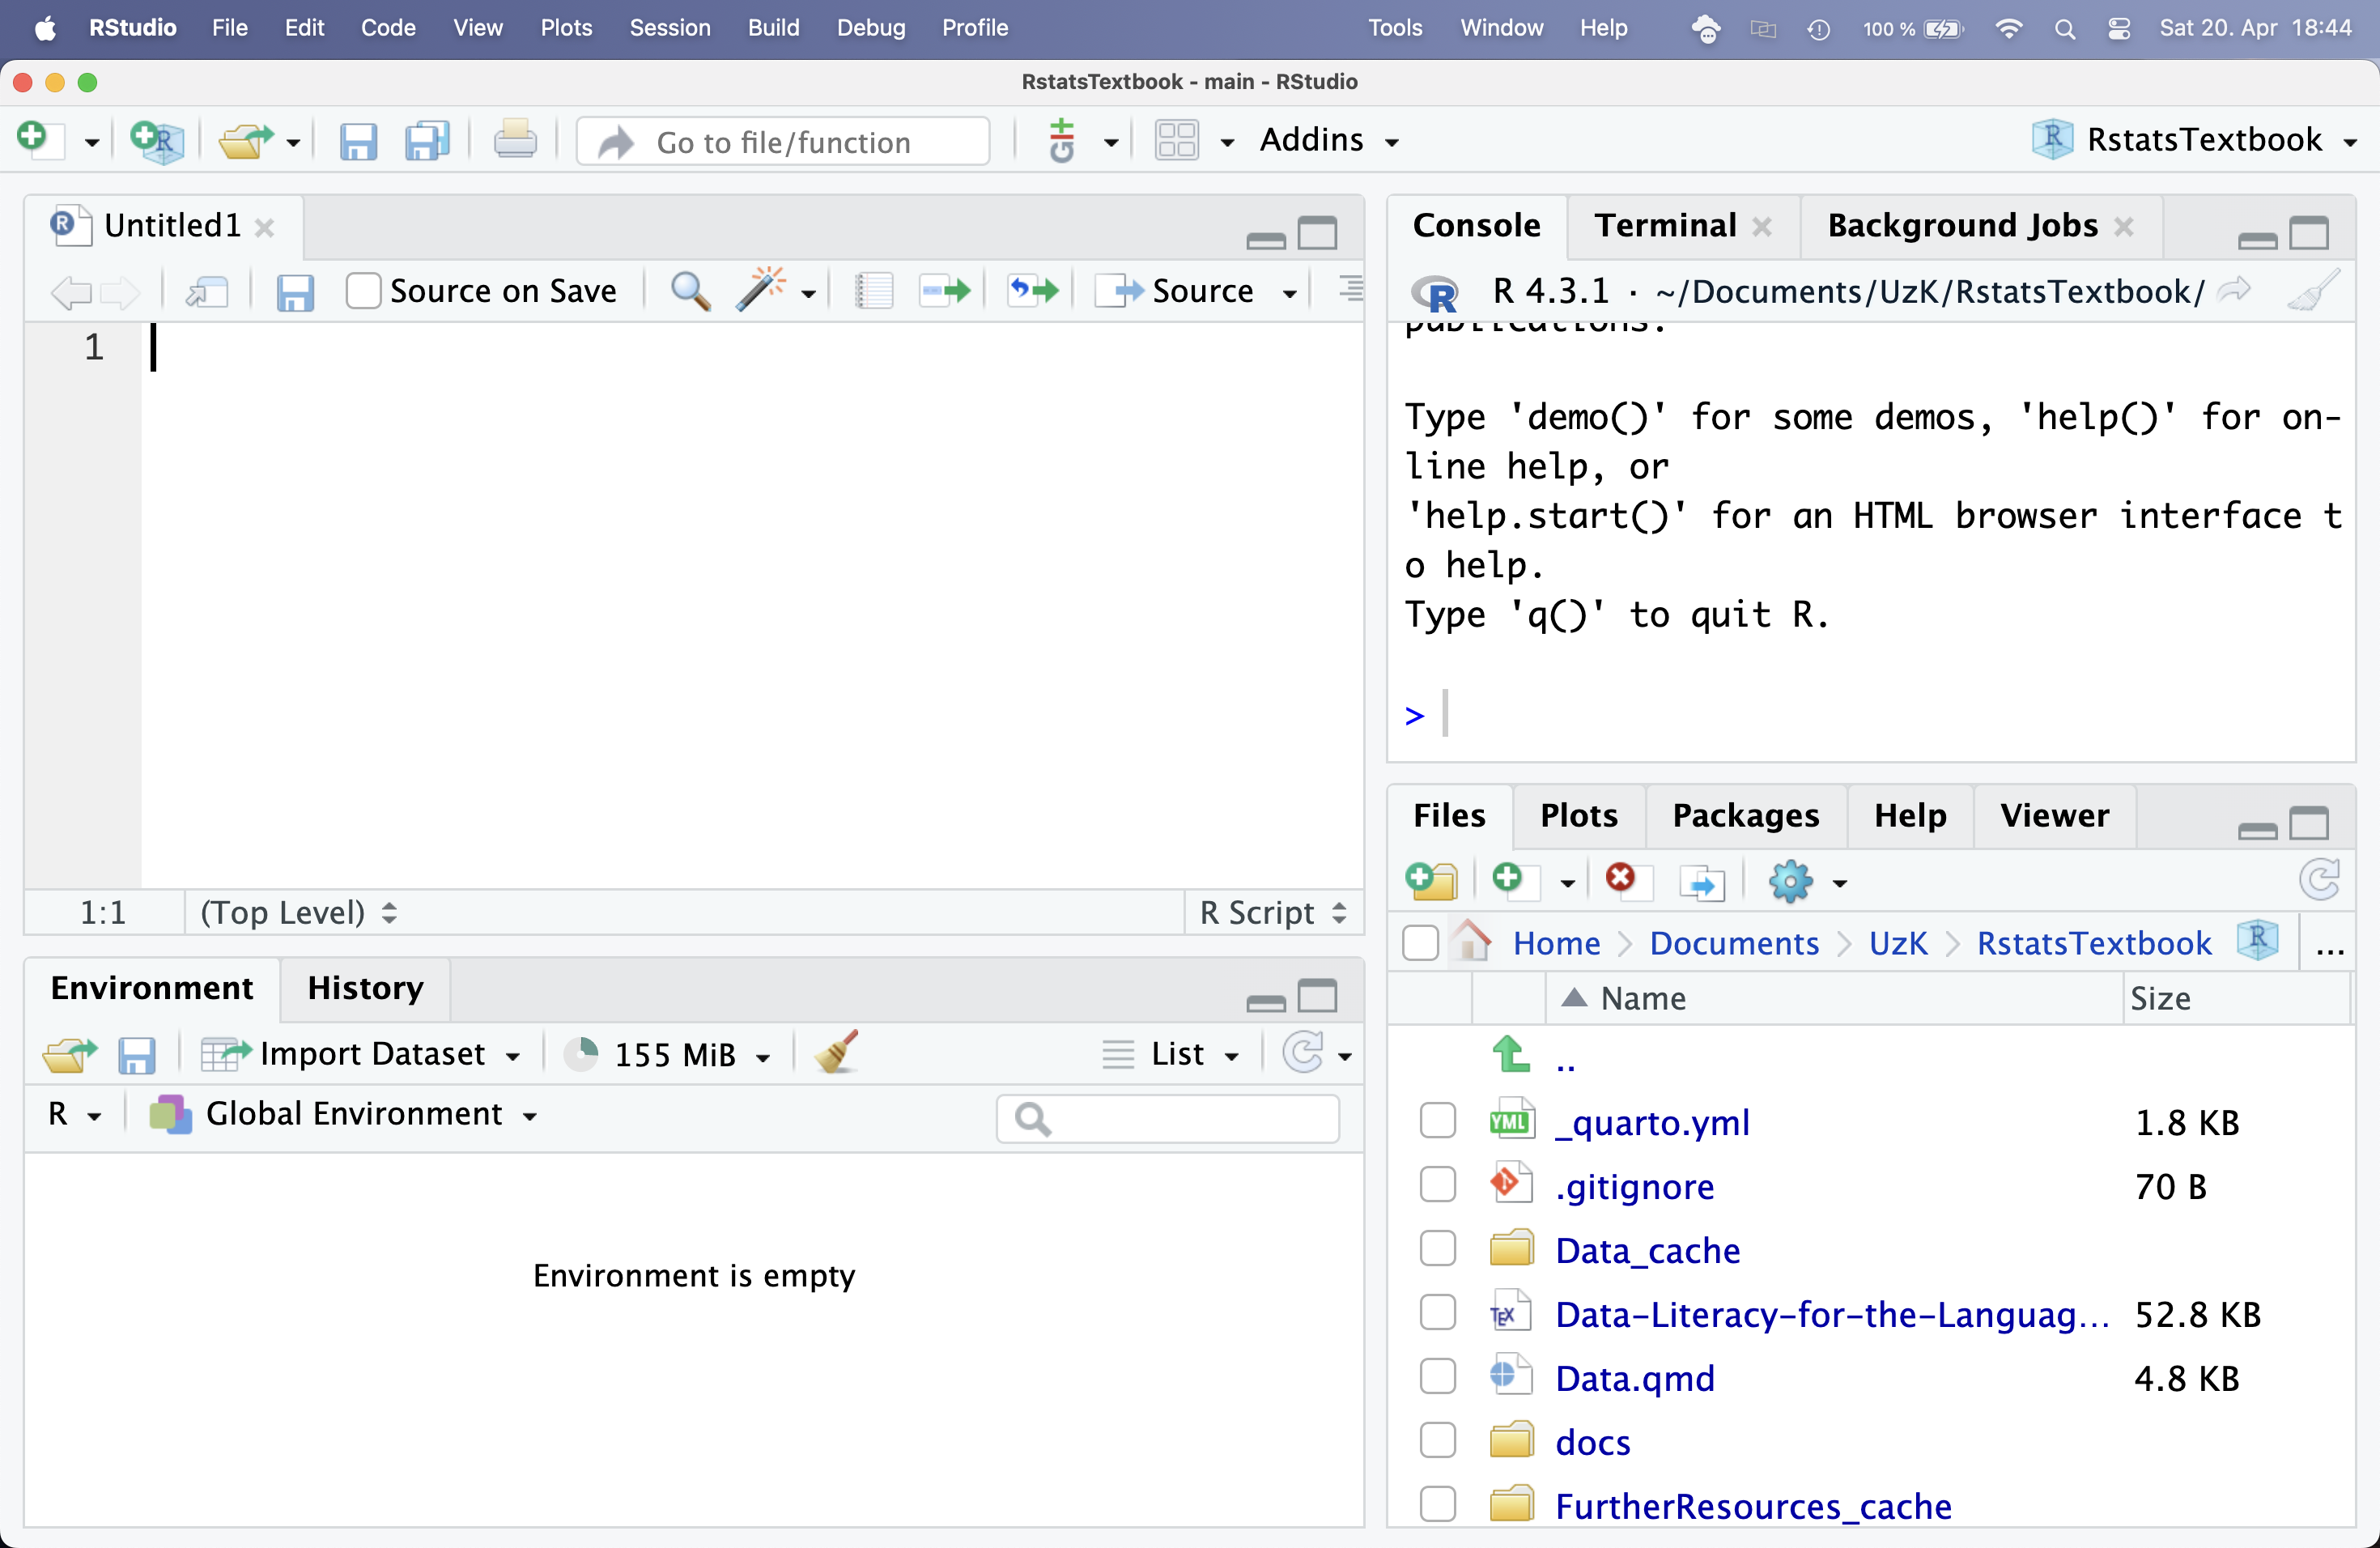 RStudio File Edit Code View Plots Session Build Debug Profile Tools Window Help 100 % Sat 20. Apr 18:44
RstatsTextbook - main - RStudio
Go to file/function Addins RstatsTextbook
Untitled1
Source on Save Source
1
1:1 (Top Level) R Script
Environment History
Import Dataset 155 MiB List
R Global Environment
Environment is empty
Console Terminal Background Jobs
R 4.3.1 · ~/Documents/UzK/RstatsTextbook/
publications.
Type 'demo()' for some demos, 'help()' for on-
line help, or
'help.start()' for an HTML browser interface t
o help.
Type 'q()' to quit R.
>
Files Plots Packages Help Viewer
Home Documents UzK RstatsTextbook ...
Name Size
..
_quarto.yml 1.8 KB
.gitignore 70 B
Data_cache
Data-Literacy-for-the-Languag... 52.8 KB
Data.qmd 4.8 KB
docs
FurtherResources_cache